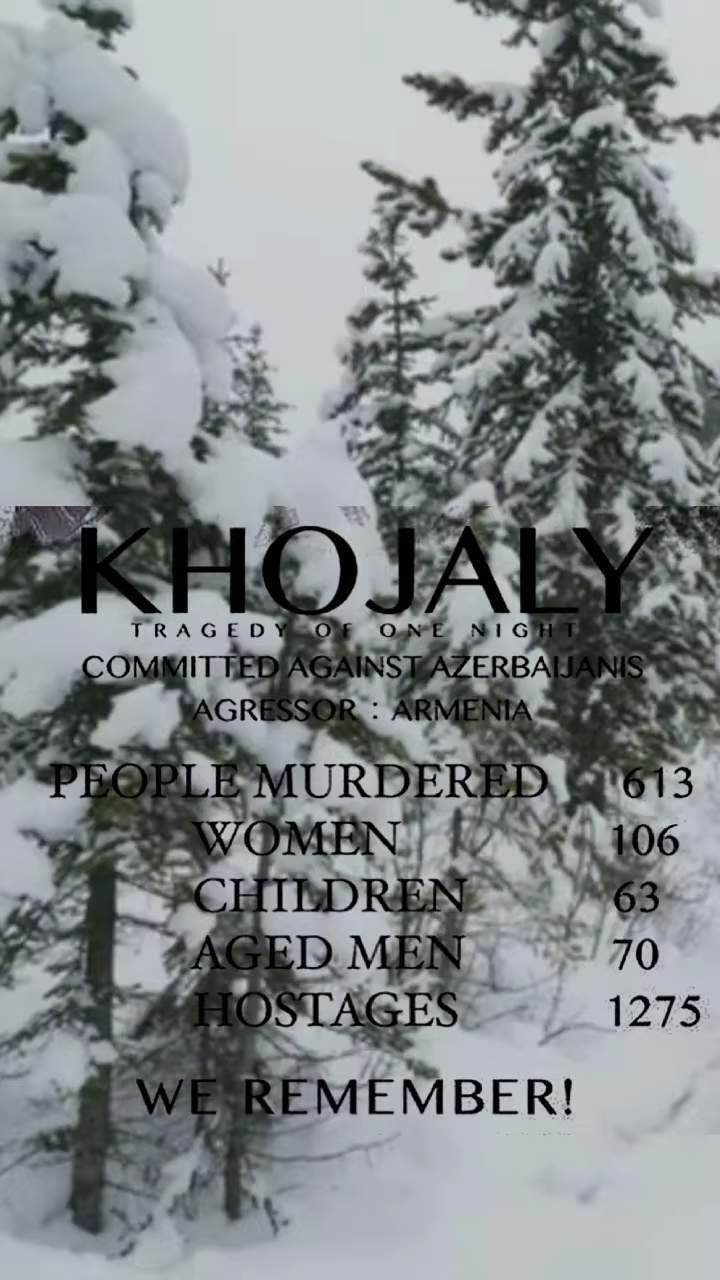 KHOJALY
TRAGEDY OF ONE NIGHT
COMMITTED AGAINST AZERBAIJANIS
AGRESSOR : ARMENIA
PEOPLE MURDERED 613
WOMEN 106
CHILDREN 63
AGED MEN 70
HOSTAGES 1275
WE REMEMBER!